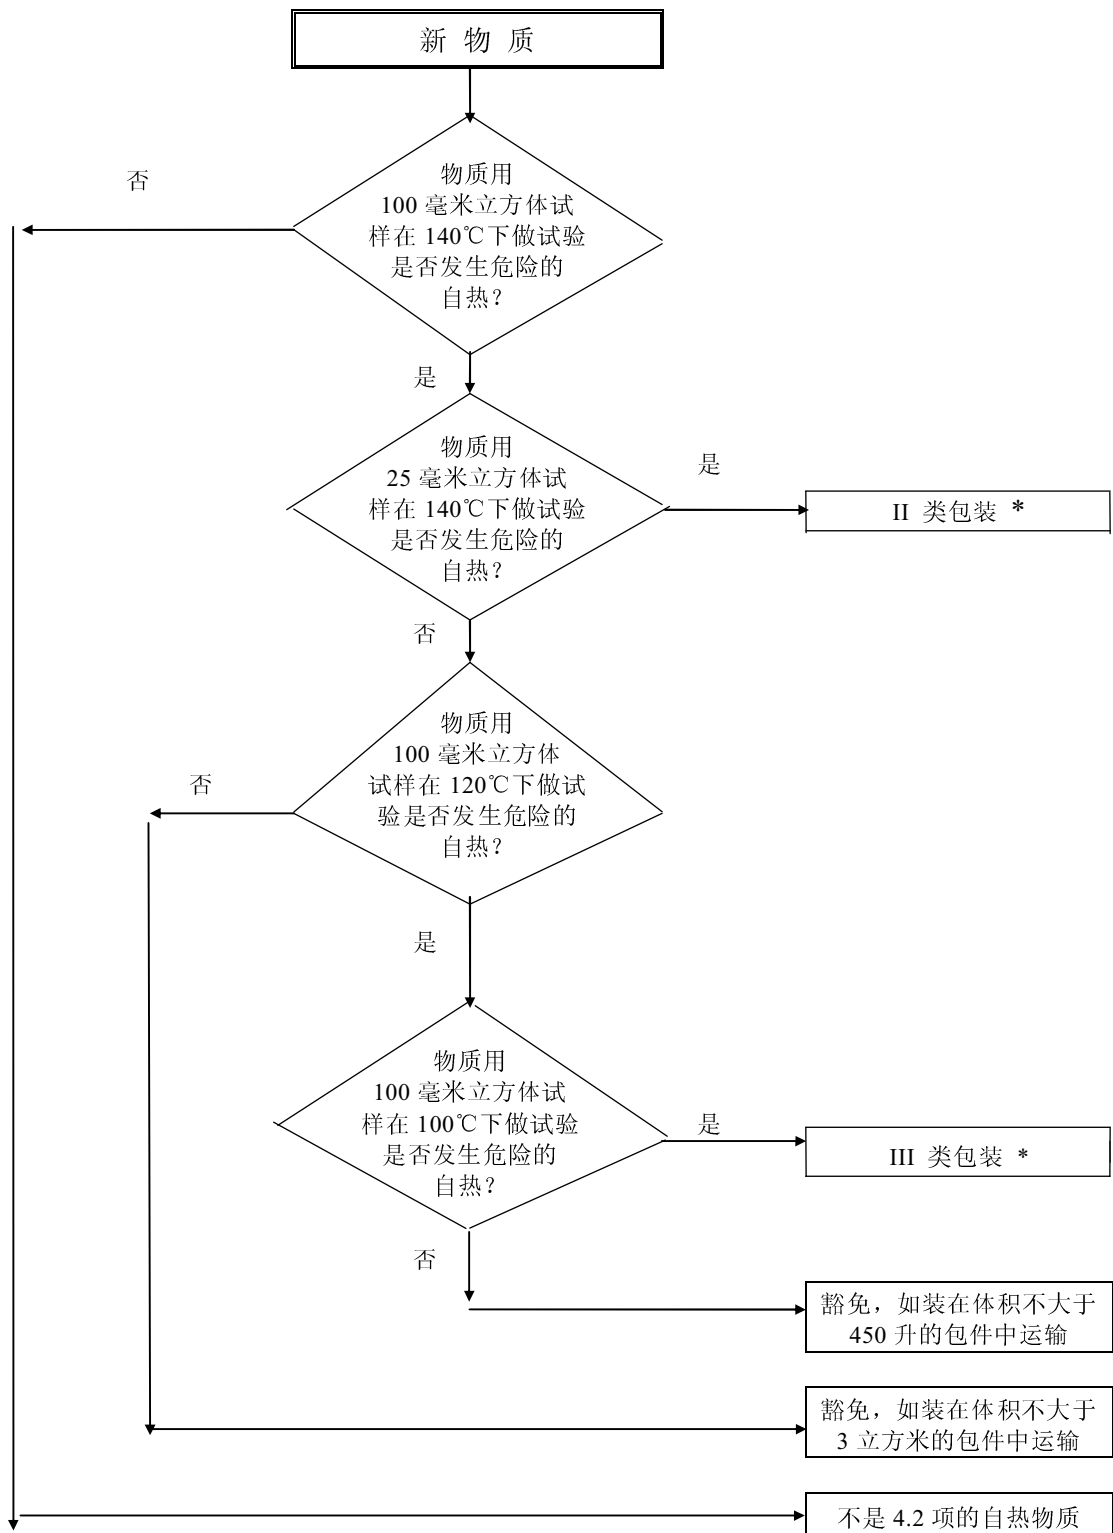 新 物 质
否
物质用
100 毫米立方体试
样在 140℃下做试验
是否发生危险的
自热？
是
物质用
25 毫米立方体试
样在 140℃下做试验
是否发生危险的
自热？
是
II 类包装 *
否
物质用
100 毫米立方体
试样在 120℃下做试
验是否发生危险的
自热？
否
是
物质用
100 毫米立方体试
样在 100℃下做试验
是否发生危险的
自热？
是
III 类包装 *
否
豁免，如装在体积不大于
450 升的包件中运输
豁免，如装在体积不大于
3 立方米的包件中运输
不是 4.2 项的自热物质